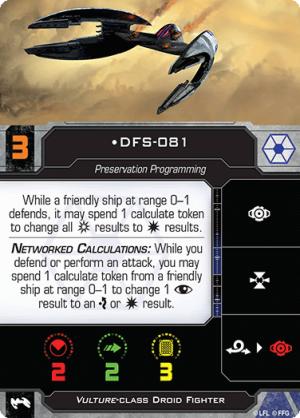 •DFS-081
3
Preservation Programming
While a friendly ship at range 0–1
defends, it may spend 1 calculate token
to change all results to results.
NETWORKED CALCULATIONS: While you
defend or perform an attack, you may
spend 1 calculate token from a friendly
ship at range 0–1 to change 1
result to an or result.
2 2 3
VULTURE-CLASS DROID FIGHTER
©LFL ©FFG